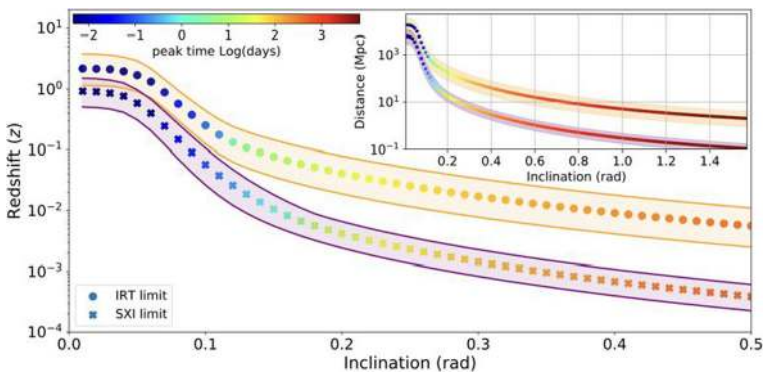 −2 −1 0 1 2 3
peak time Log(days)
10^1
10^0
10^−1
10^−2
10^−3
10^−4
Redshift (z)
IRT limit
SXI limit
0.0 0.1 0.2 0.3 0.4 0.5
Inclination (rad)
10^4
10^1
10^−1
Distance (Mpc)
0.2 0.4 0.6 0.8 1.0 1.2 1.4
Inclination (rad)